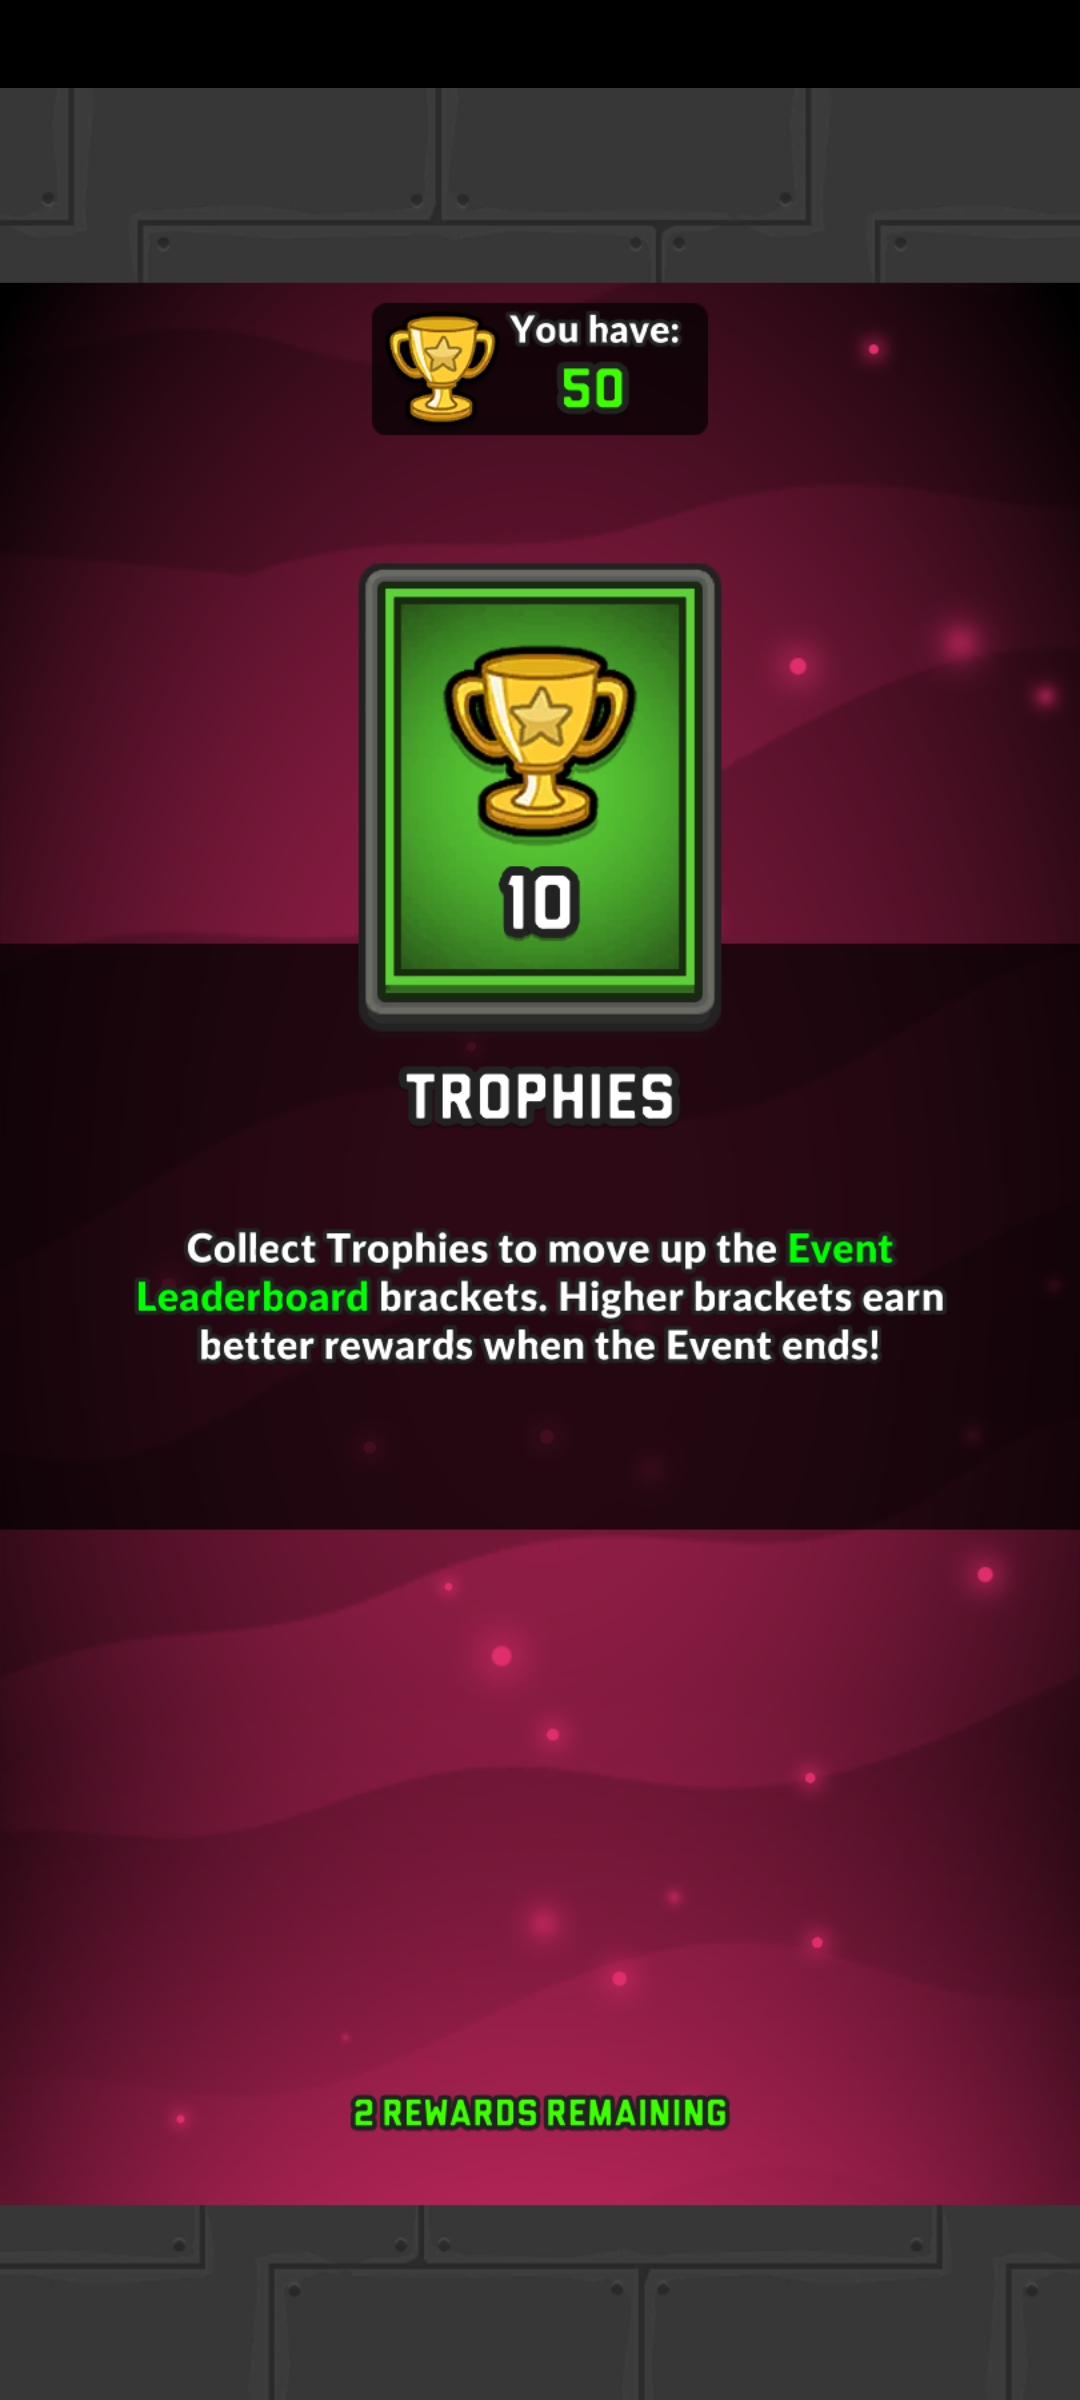 You have:
50
10
TROPHIES
Collect Trophies to move up the Event
Leaderboard brackets. Higher brackets earn
better rewards when the Event ends!
2 REWARDS REMAINING